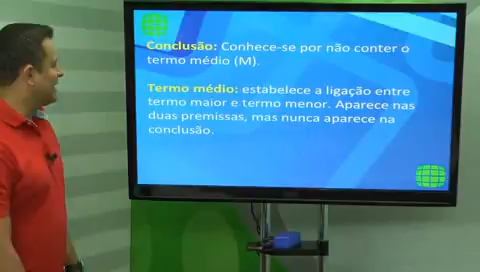 Conclusão: Conhece-se por não conter o
termo médio (M).
Termo médio: estabelece a ligação entre
termo maior e termo menor. Aparece nas
duas premissas, mas nunca aparece na
conclusão.